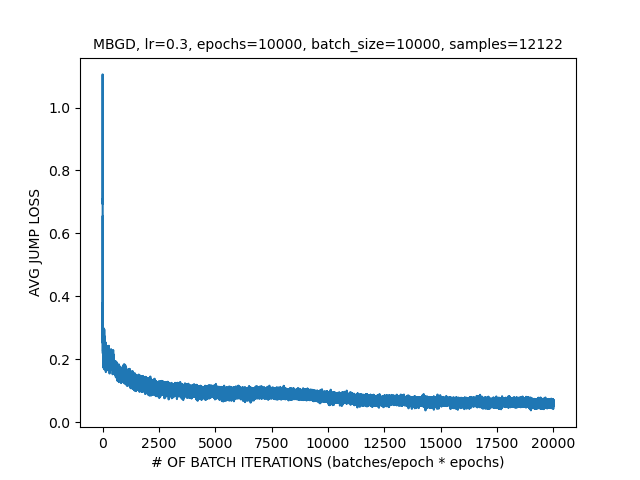 MBGD, lr=0.3, epochs=10000, batch_size=10000, samples=12122
AVG JUMP LOSS
1.0
0.8
0.6
0.4
0.2
0.0
0 2500 5000 7500 10000 12500 15000 17500 20000
# OF BATCH ITERATIONS (batches/epoch * epochs)